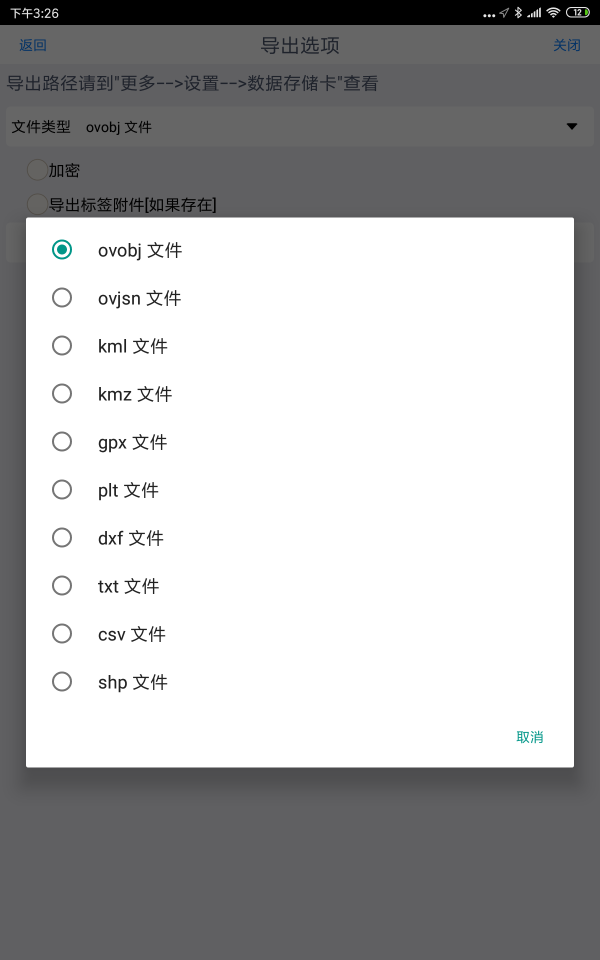 下午3:26
12
返回
导出选项
关闭
导出路径请到"更多-->设置-->数据存储卡"查看
文件类型 ovobj 文件
加密
导出标签附件[如果存在]
ovobj 文件
ovjsn 文件
kml 文件
kmz 文件
gpx 文件
plt 文件
dxf 文件
txt 文件
csv 文件
shp 文件
取消